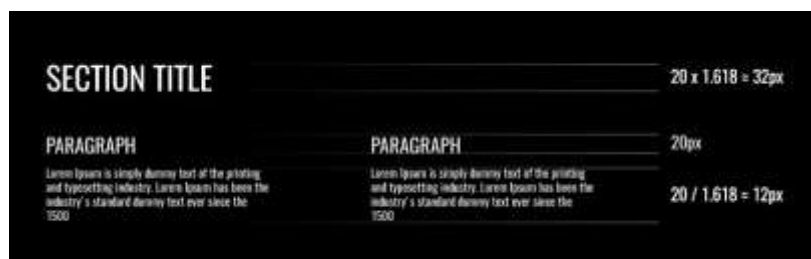 SECTION TITLE
20 x 1.618 = 32px
PARAGRAPH
PARAGRAPH
20px
Lorem Ipsum is simply dummy text of the printing
and typesetting industry. Lorem Ipsum has been the
industry's standard dummy text ever since the
1500
Lorem Ipsum is simply dummy text of the printing
and typesetting industry. Lorem Ipsum has been the
industry's standard dummy text ever since the
1500
20 / 1.618 = 12px